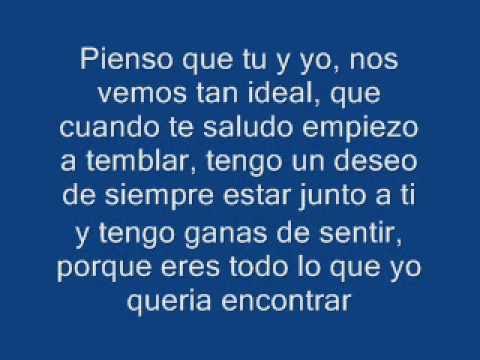 Pienso que tu y yo, nos
vemos tan ideal, que
cuando te saludo empiezo
a temblar, tengo un deseo
de siempre estar junto a ti
y tengo ganas de sentir,
porque eres todo lo que yo
queria encontrar